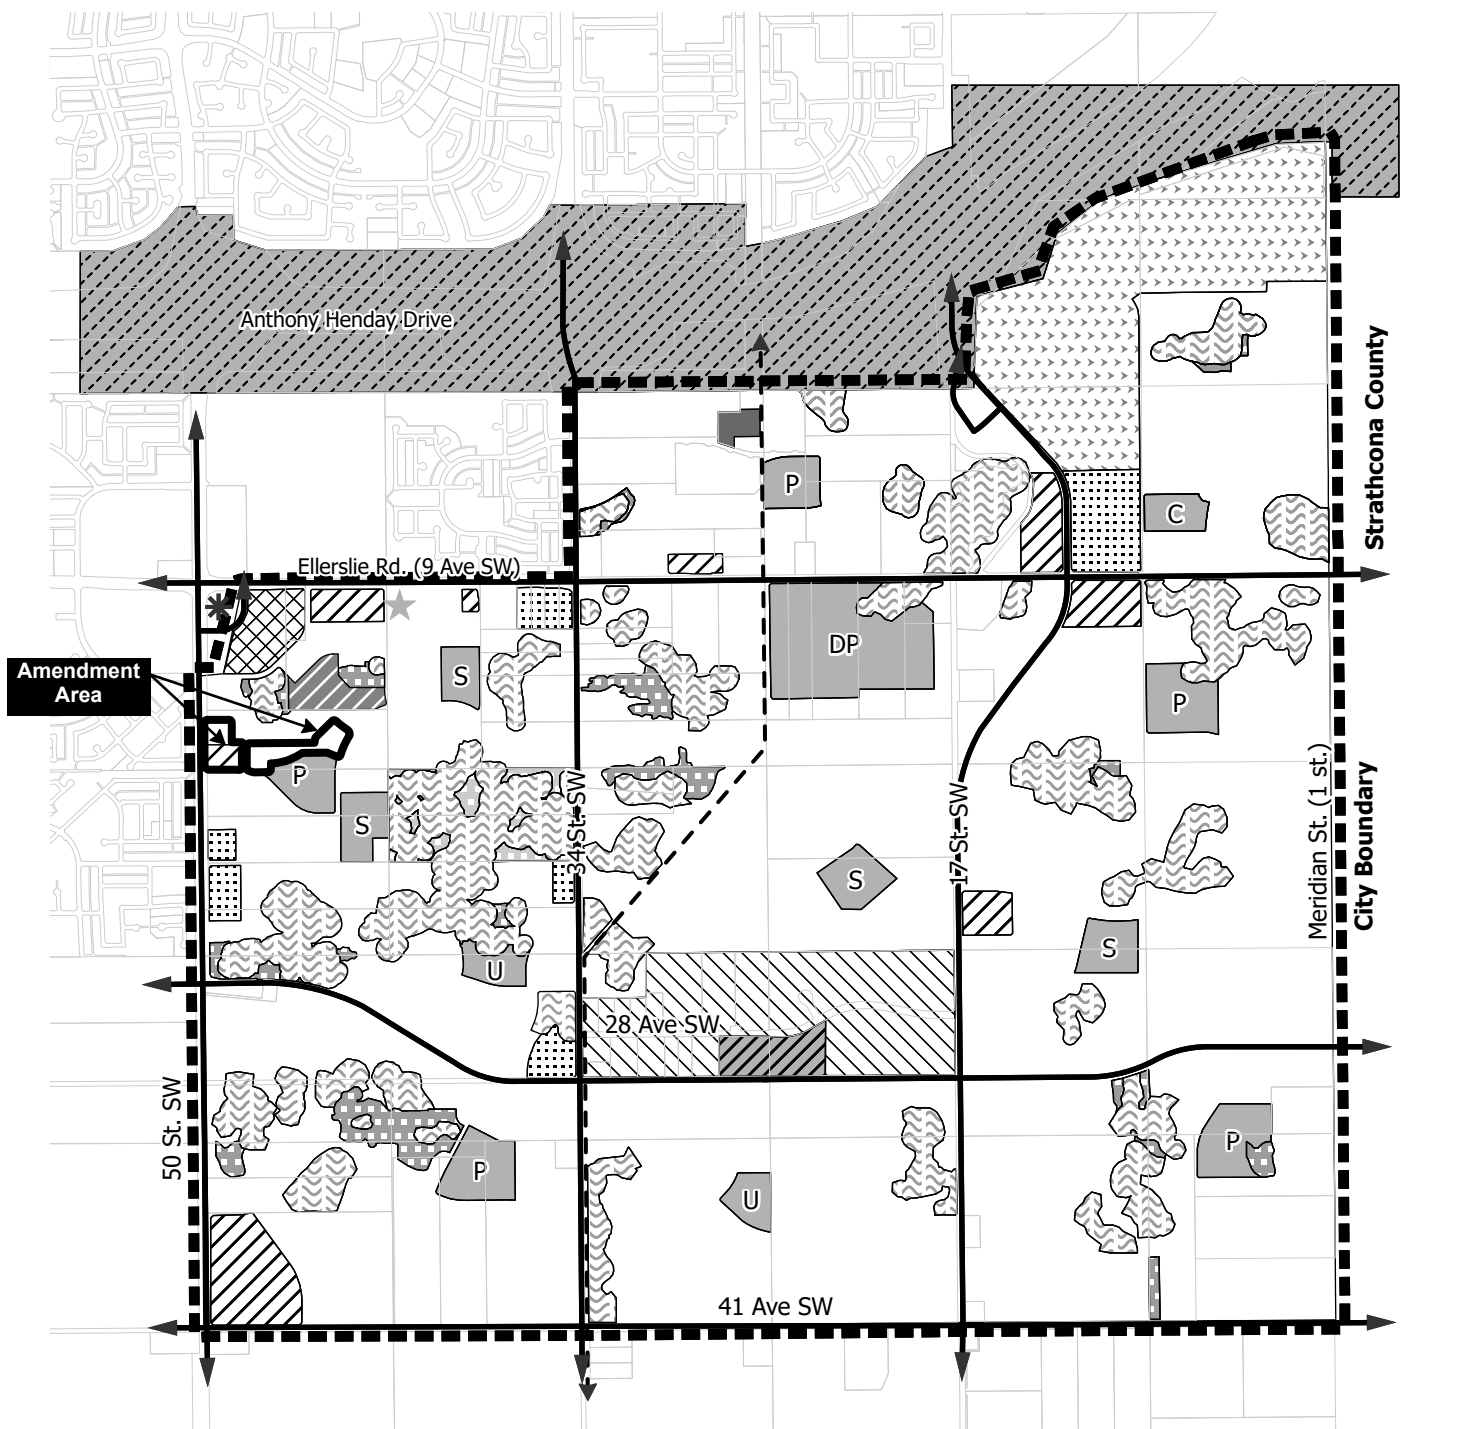 Anthony Henday Drive
Strathcona County
P
C
Ellerslie Rd. (9 Ave SW)
DP
Amendment
Area
S
P
P
S
34 St. SW
17 St. SW
Meridian St. (1 st.)
City Boundary
S
S
U
28 Ave SW
50 St. SW
P
P
U
41 Ave SW